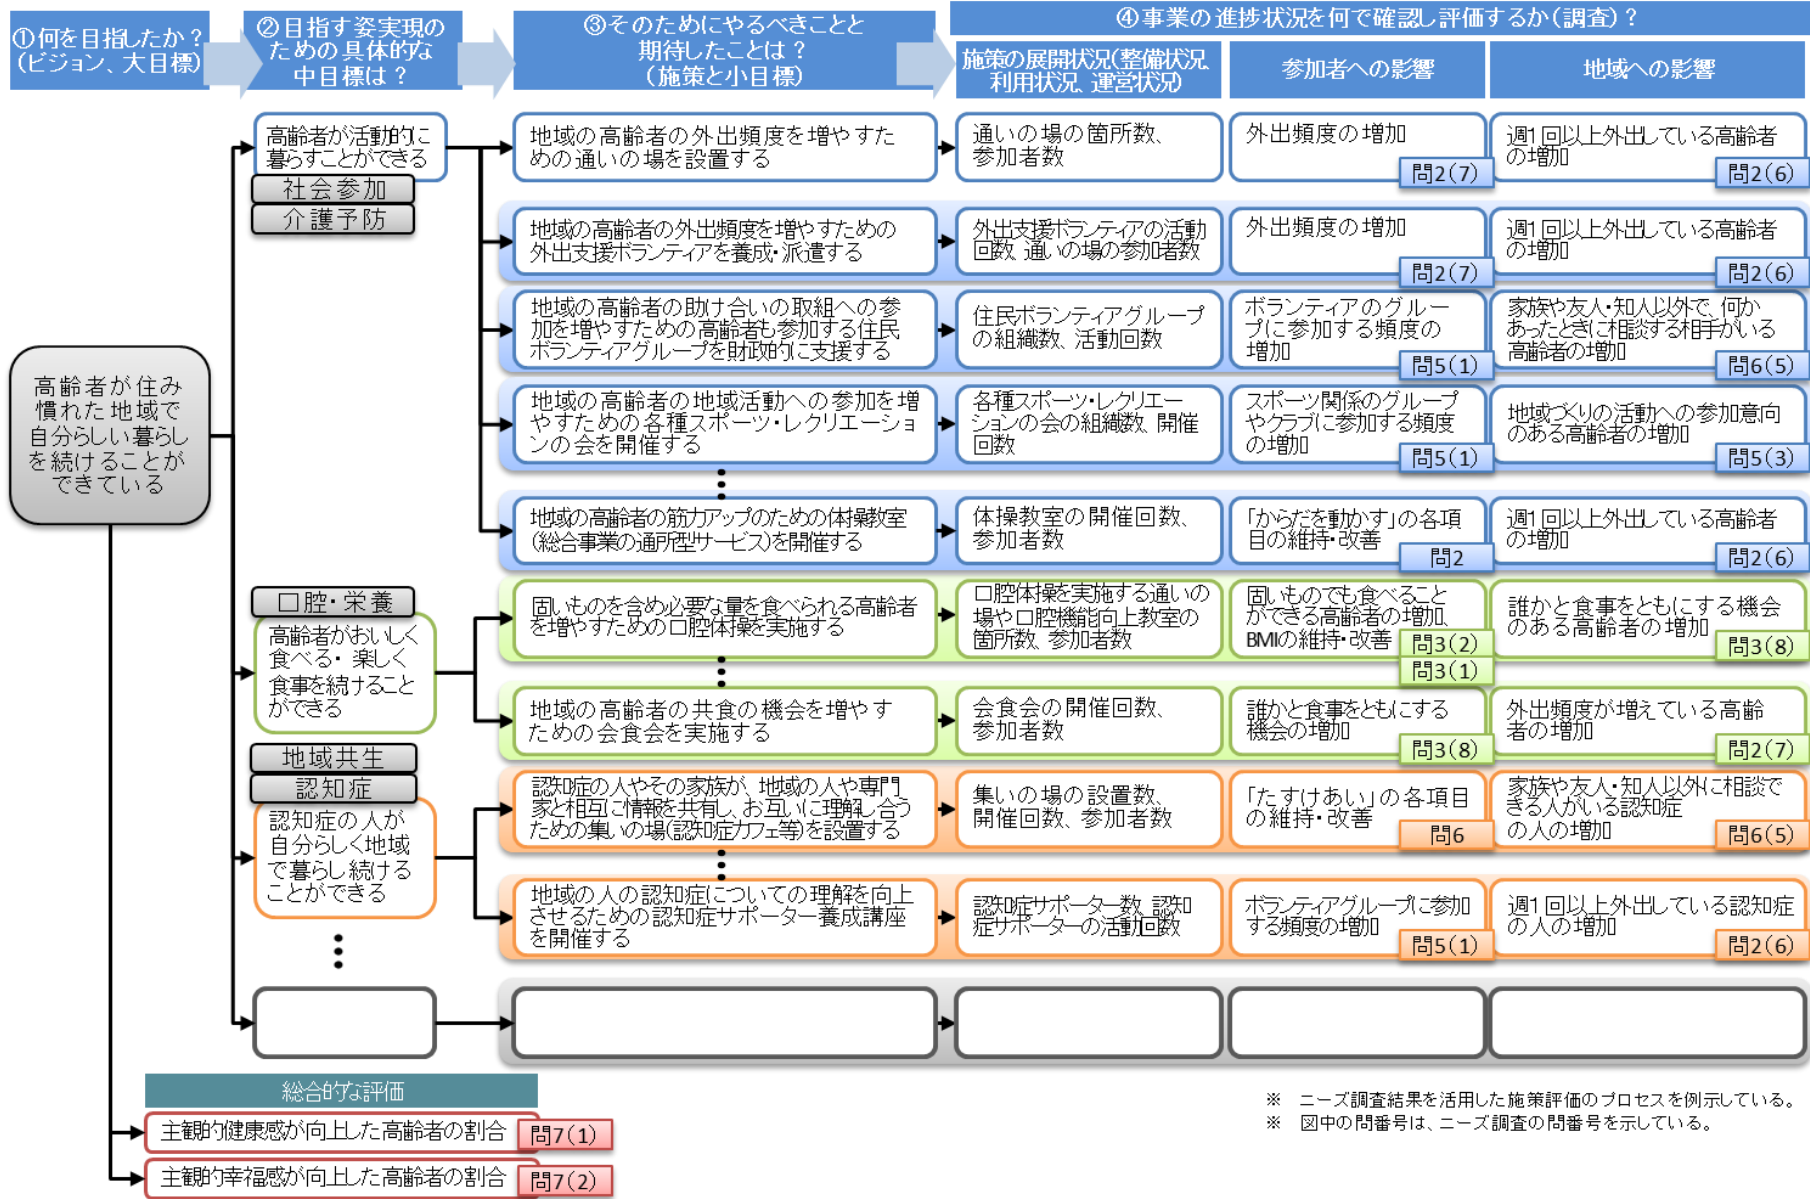 ①何を目指したか？
（ビジョン、大目標）
②目指す姿実現の
ための具体的な
中目標は？
③そのためにやるべきことと
期待したことは？
（施策と小目標）
④事業の進捗状況を何で確認し評価するか（調査）？
施策の展開状況(整備状況、
利用状況、運営状況)
参加者への影響
地域への影響
高齢者が住み
慣れた地域で
自分らしい暮らし
を続けることが
できている
高齢者が活動的に
暮らすことができる
社会参加
介護予防
地域の高齢者の外出頻度を増やすた
めの通いの場を設置する
通いの場の箇所数、
参加者数
外出頻度の増加
問2(7)
週1回以上外出している高齢者
の増加
問2(6)
地域の高齢者の外出頻度を増やすための
外出支援ボランティアを養成・派遣する
外出支援ボランティアの活動
回数、通いの場の参加者数
外出頻度の増加
問2(7)
週1回以上外出している高齢者
の増加
問2(6)
地域の高齢者の助け合いの取組への参
加を増やすための高齢者も参加する住民
ボランティアグループを財政的に支援する
住民ボランティアグループ
の組織数、活動回数
ボランティアのグルー
プに参加する頻度の
増加
問5(1)
家族や友人・知人以外で、何か
あったときに相談する相手がいる
高齢者の増加
問6(5)
地域の高齢者の地域活動への参加を増
やすための各種スポーツ・レクリエーショ
ンの会を開催する
各種スポーツ・レクリエー
ションの会の組織数、開催
回数
スポーツ関係のグループ
やクラブに参加する頻度
の増加
問5(1)
地域づくりの活動への参加意向
のある高齢者の増加
問5(3)
地域の高齢者の筋力アップのための体操教室
(総合事業の通所型サービス)を開催する
体操教室の開催回数、
参加者数
「からだを動かす」の各項
目の維持・改善
問2
週1回以上外出している高齢者
の増加
問2(6)
口腔・栄養
高齢者がおいしく
食べる・ 楽しく
食事を続けること
ができる
固いものを含め必要な量を食べられる高齢者
を増やすための口腔体操を実施する
口腔体操を実施する通いの
場や口腔機能向上教室の
箇所数、参加者数
固いものでも食べること
ができる高齢者の増加、
BMIの維持・改善
問3(2)
問3(1)
誰かと食事をともにする機会
のある高齢者の増加
問3(8)
地域の高齢者の共食の機会を増やす
ための会食会を実施する
会食会の開催回数、
参加者数
誰かと食事をともにする
機会の増加
問3(8)
外出頻度が増えている高齢
者の増加
問2(7)
地域共生
認知症
認知症の人が
自分らしく地域
で暮らし続ける
ことができる
認知症の人やその家族が、地域の人や専門
家と相互に情報を共有し、お互いに理解し合う
ための集いの場(認知症カフェ等)を設置する
集いの場の設置数、
開催回数、参加者数
「たすけあい」の各項目
の維持・改善
問6
家族や友人・知人以外に相談で
きる人がいる認知症
の人の増加
問6(5)
地域の人の認知症についての理解を向上
させるための認知症サポーター養成講座
を開催する
認知症サポーター数、認知
症サポーターの活動回数
ボランティアグループに参加
する頻度の増加
問5(1)
週1回以上外出している認知症
の人の増加
問2(6)
総合的な評価
主観的健康感が向上した高齢者の割合
問7(1)
主観的幸福感が向上した高齢者の割合
問7(2)
※ ニーズ調査結果を活用した施策評価のプロセスを例示している。
※ 図中の問番号は、ニーズ調査の問番号を示している。